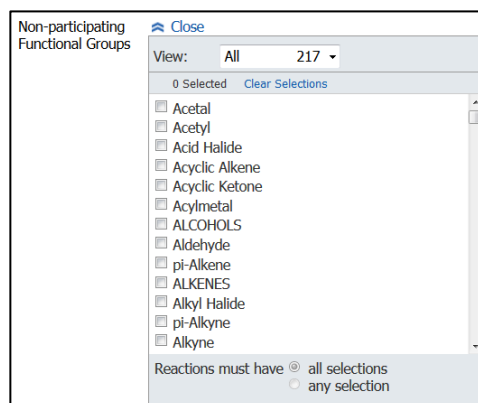 Non-participating
Functional Groups
Close
View: All 217
0 Selected Clear Selections
Acetal
Acetyl
Acid Halide
Acyclic Alkene
Acyclic Ketone
Acylmetal
ALCOHOLS
Aldehyde
pi-Alkene
ALKENES
Alkyl Halide
pi-Alkyne
Alkyne
Reactions must have all selections
any selection